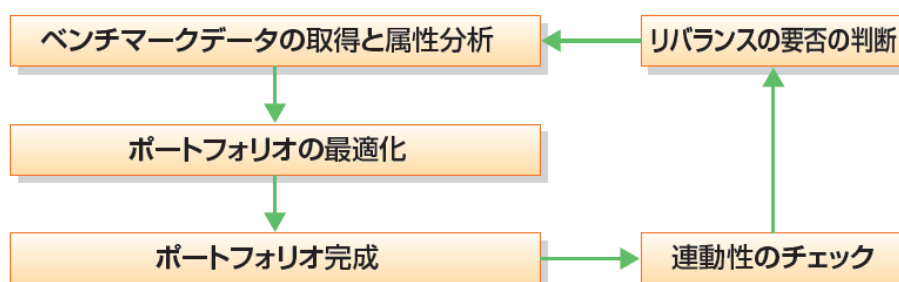 ベンチマークデータの取得と属性分析
リバランスの要否の判断
ポートフォリオの最適化
ポートフォリオ完成
連動性のチェック